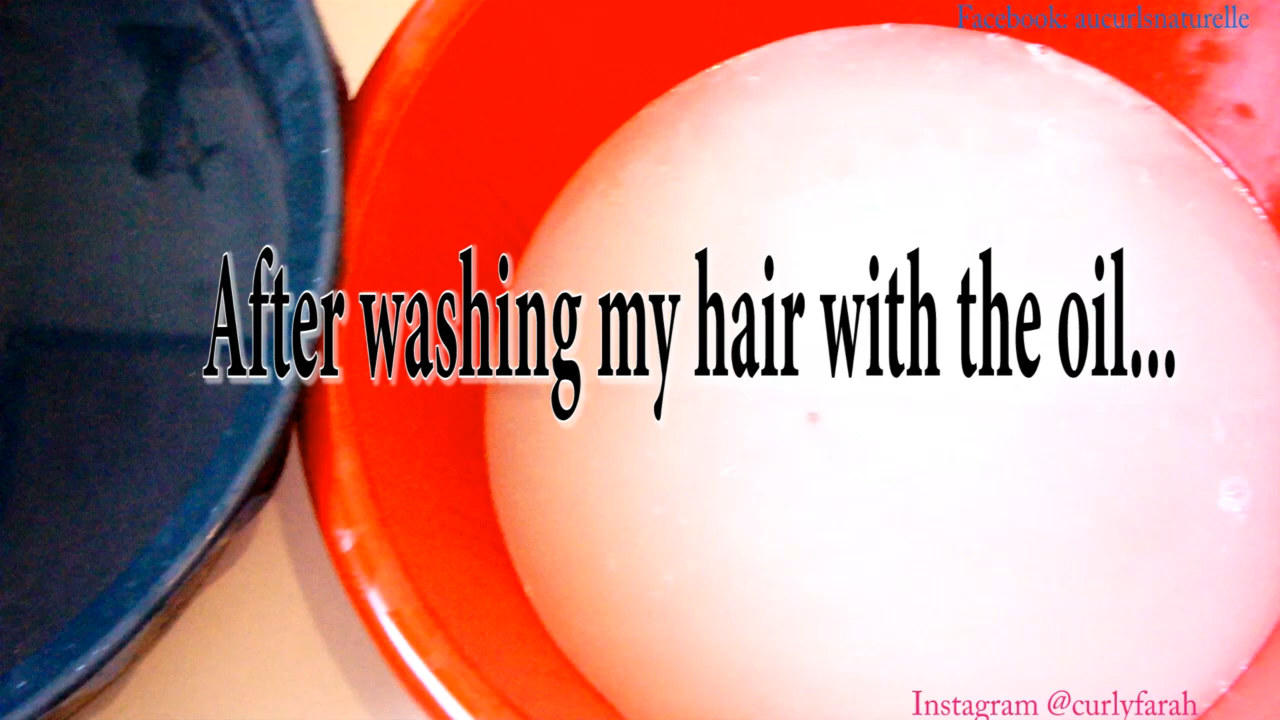 Facebook: aucurlsnaturelle
After washing my hair with the oil...
Instagram @curlyfarah